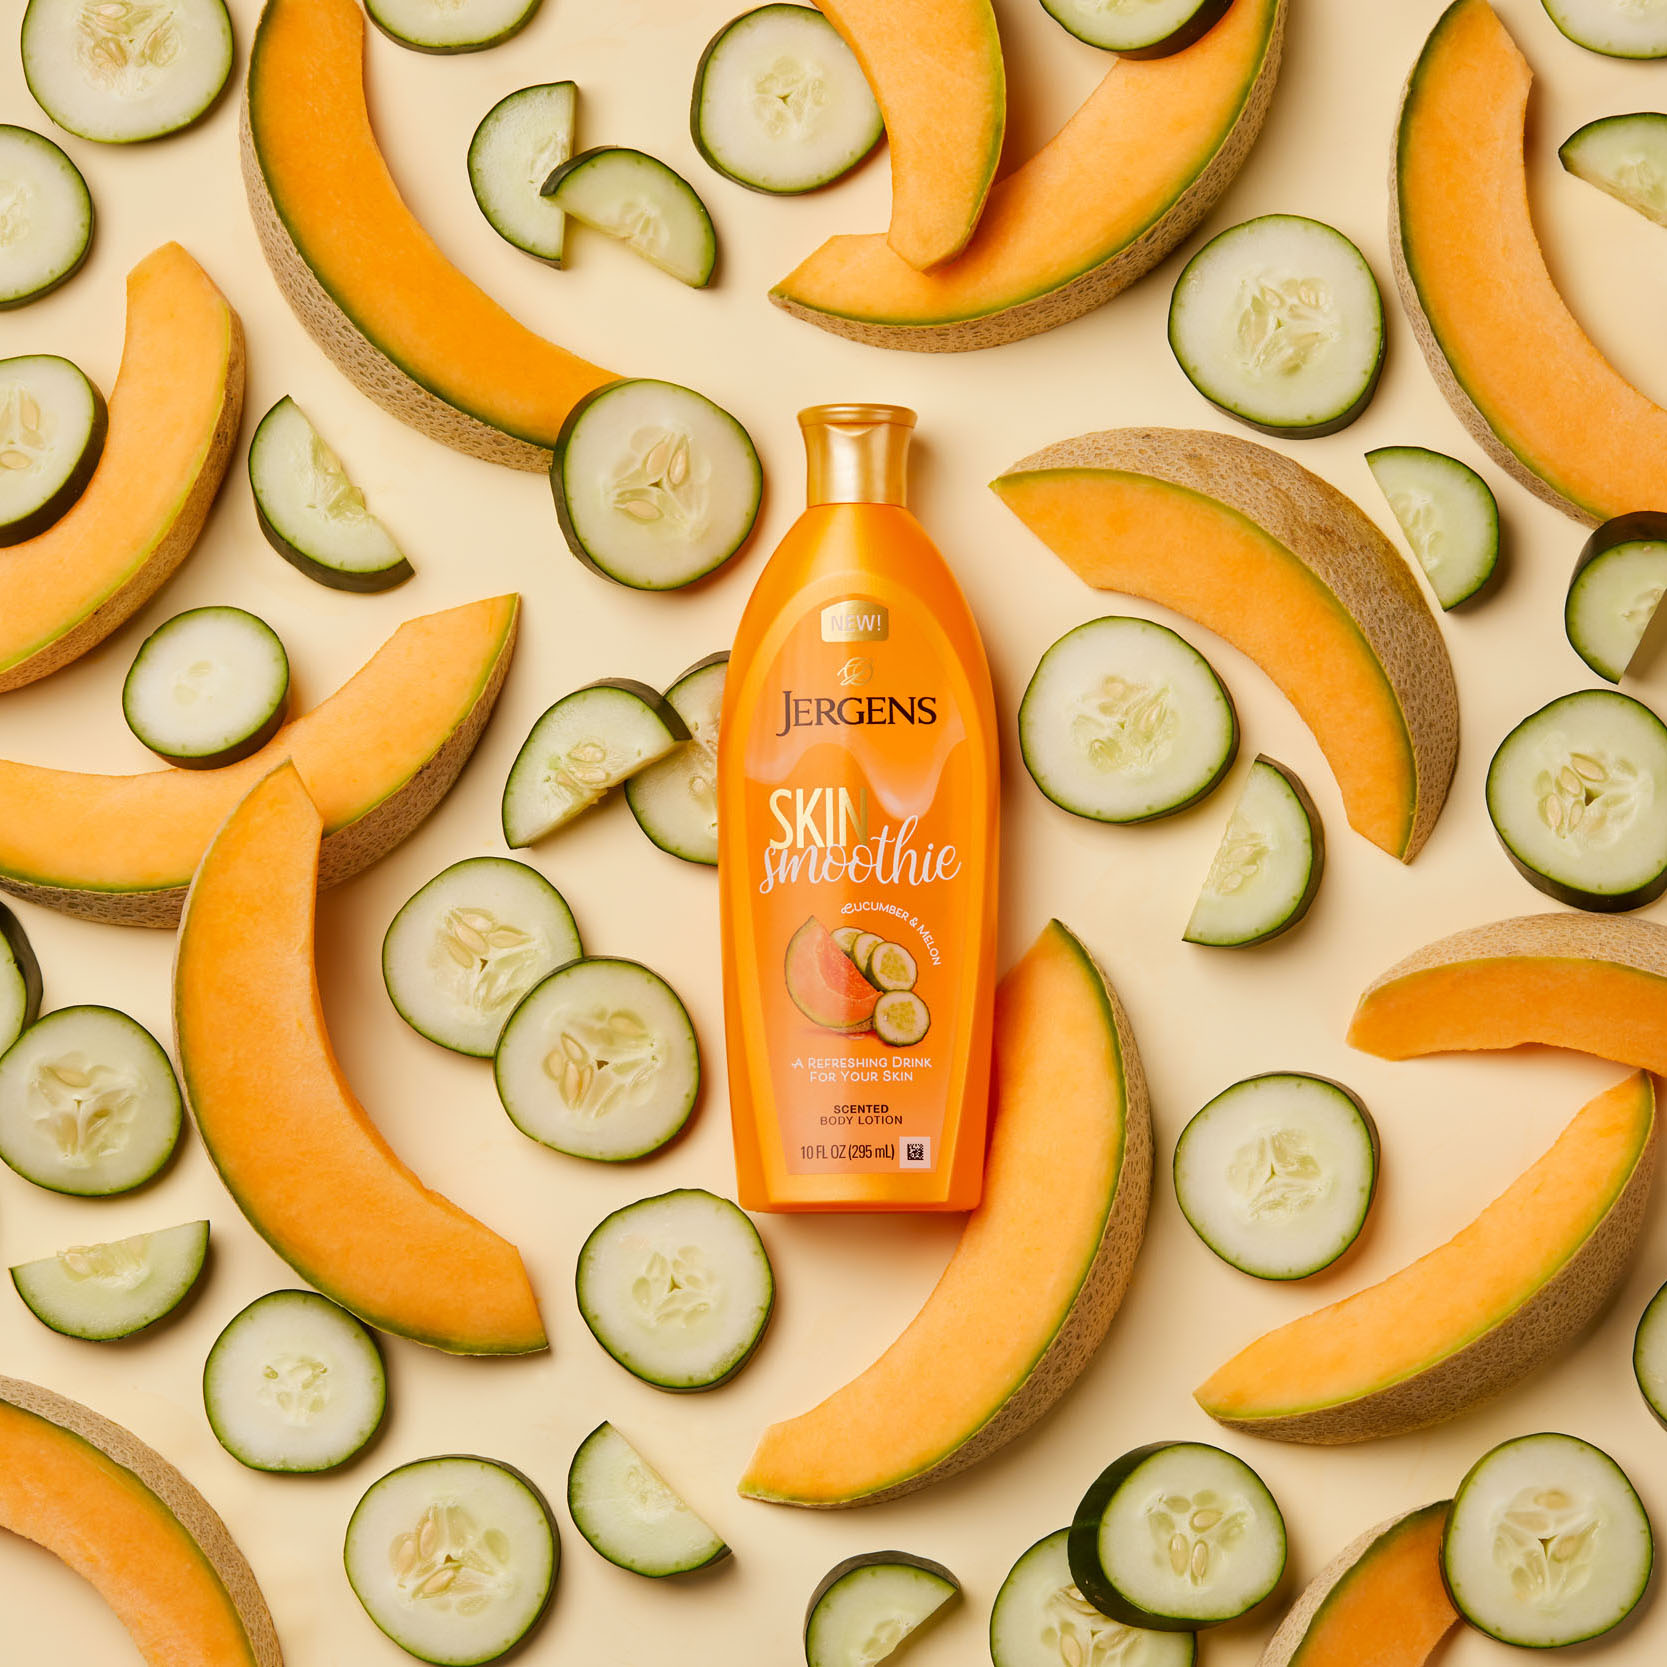 NEW!
JERGENS
SKIN
smoothie
CUCUMBER & MELON
A REFRESHING DRINK
FOR YOUR SKIN
SCENTED
BODY LOTION
10 FL OZ (295 mL)